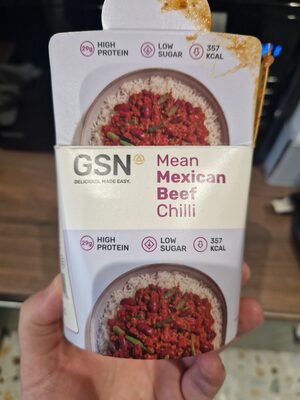 29g HIGH PROTEIN
LOW SUGAR
357 KCAL
GSN
DELICIOUS, MADE EASY.
Mean
Mexican
Beef
Chilli
29g HIGH PROTEIN
LOW SUGAR
357 KCAL